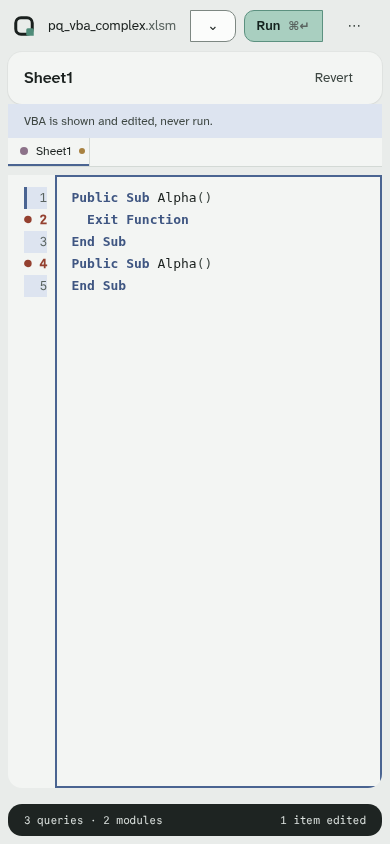 pq_vba_complex.xlsm
Run ⌘↵
Sheet1
Revert
VBA is shown and edited, never run.
Sheet1
1 Public Sub Alpha()
2 Exit Function
3 End Sub
4 Public Sub Alpha()
5 End Sub
3 queries · 2 modules
1 item edited